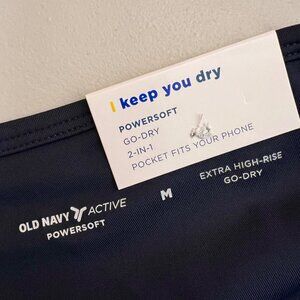 I keep you dry
POWERSOFT
GO-DRY
2-IN-1
POCKET FITS YOUR PHONE
OLD NAVY ACTIVE
POWERSOFT
M
EXTRA HIGH-RISE
GO-DRY